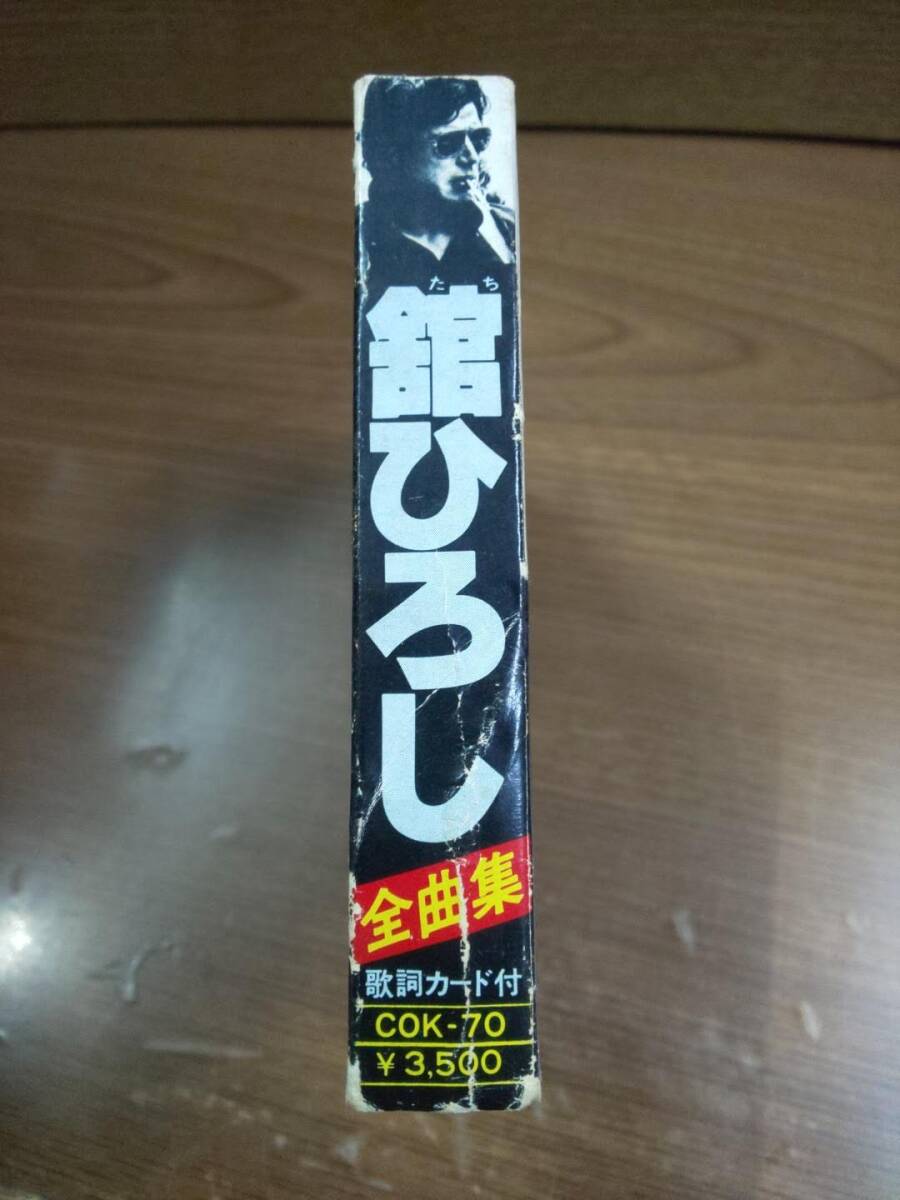 たち
舘ひろし
全曲集
歌詞カード付
COK-70
¥3,500